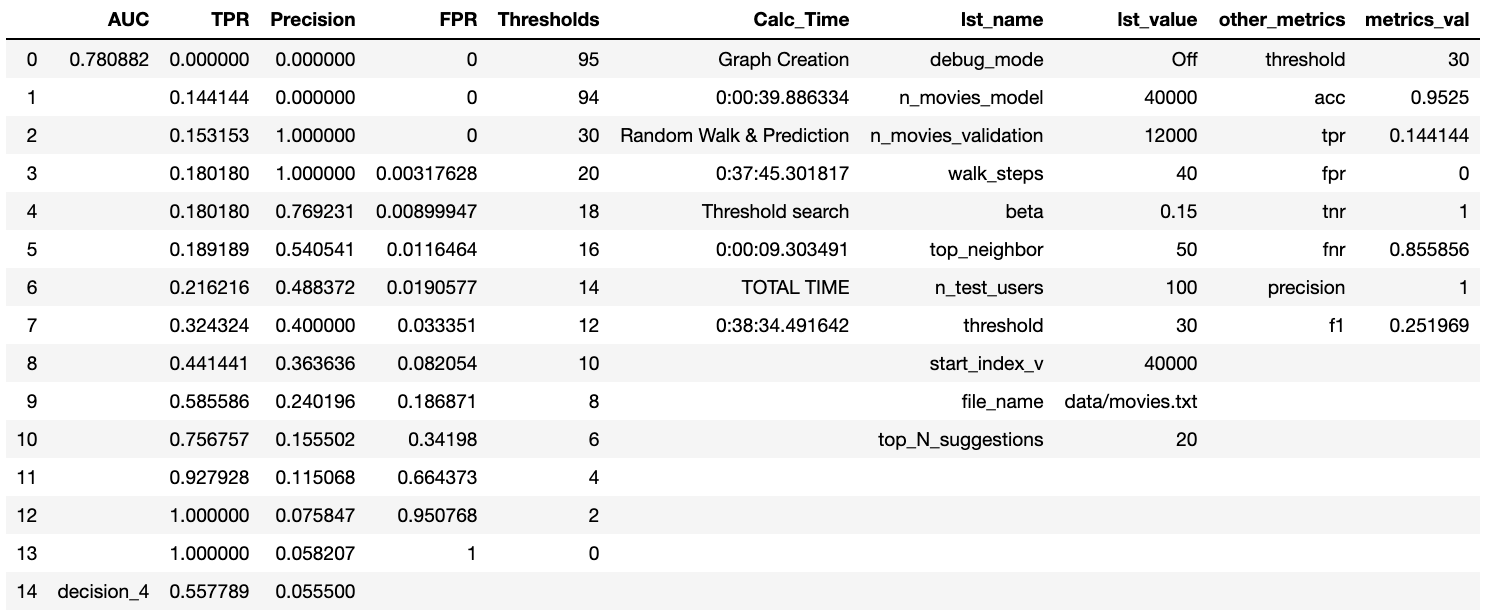 AUC TPR Precision FPR Thresholds Calc_Time lst_name lst_value other_metrics metrics_val
0 0.780882 0.000000 0.000000 0 95 Graph Creation debug_mode Off threshold 30
1 0.144144 0.000000 0 94 0:00:39.886334 n_movies_model 40000 acc 0.9525
2 0.153153 1.000000 0 30 Random Walk & Prediction n_movies_validation 12000 tpr 0.144144
3 0.180180 1.000000 0.00317628 20 0:37:45.301817 walk_steps 40 fpr 0
4 0.180180 0.769231 0.00899947 18 Threshold search beta 0.15 tnr 1
5 0.189189 0.540541 0.0116464 16 0:00:09.303491 top_neighbor 50 fnr 0.855856
6 0.216216 0.488372 0.0190577 14 TOTAL TIME n_test_users 100 precision 1
7 0.324324 0.400000 0.033351 12 0:38:34.491642 threshold 30 f1 0.251969
8 0.441441 0.363636 0.082054 10 start_index_v 40000
9 0.585586 0.240196 0.186871 8 file_name data/movies.txt
10 0.756757 0.155502 0.34198 6 top_N_suggestions 20
11 0.927928 0.115068 0.664373 4
12 1.000000 0.075847 0.950768 2
13 1.000000 0.058207 1 0
14 decision_4 0.557789 0.055500